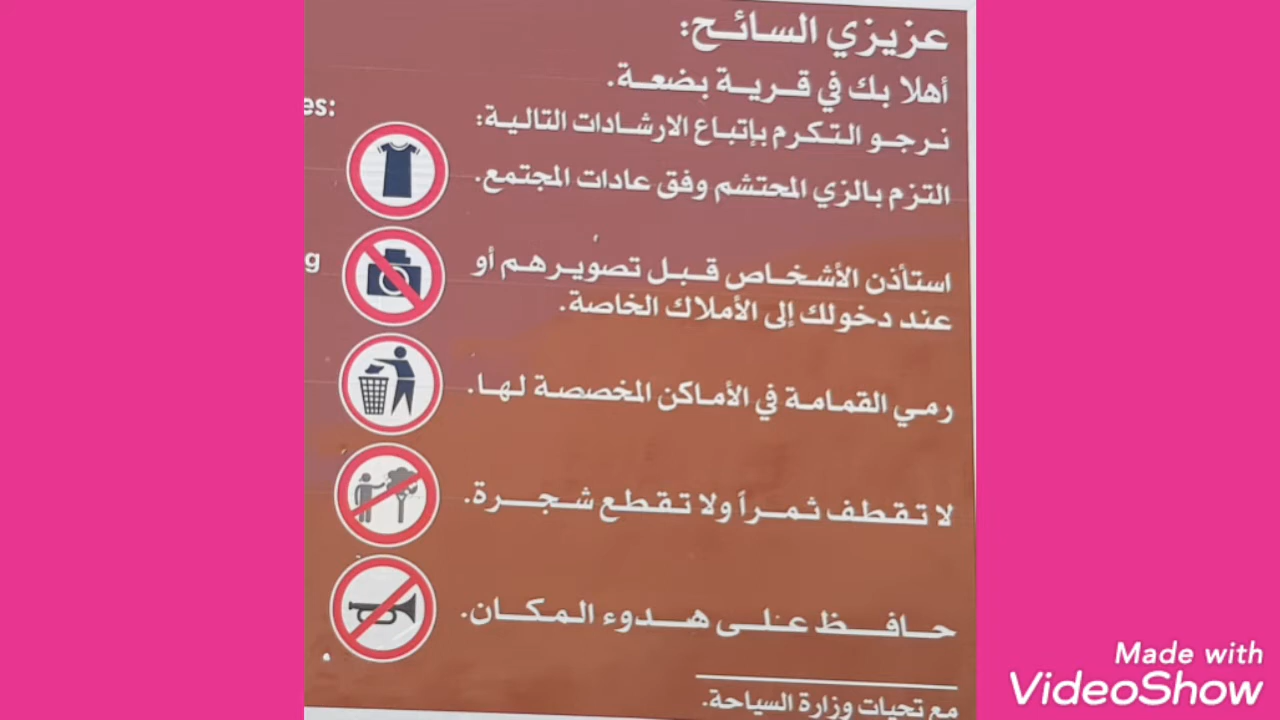 عزيزي السائح:
أهلا بك في قرية بضعة.
نرجو التكرم بإتباع الارشادات التالية:
es:
التزم بالزي المحتشم وفق عادات المجتمع.
استأذن الأشخاص قبل تصويرهم أو
g
عند دخولك إلى الأملاك الخاصة.
رمي القمامة في الأماكن المخصصة لها.
لا تقطف ثمراً ولا تقطع شجرة.
حافظ على هدوء المكان.
مع تحيات وزارة السياحة.
Made with
VideoShow